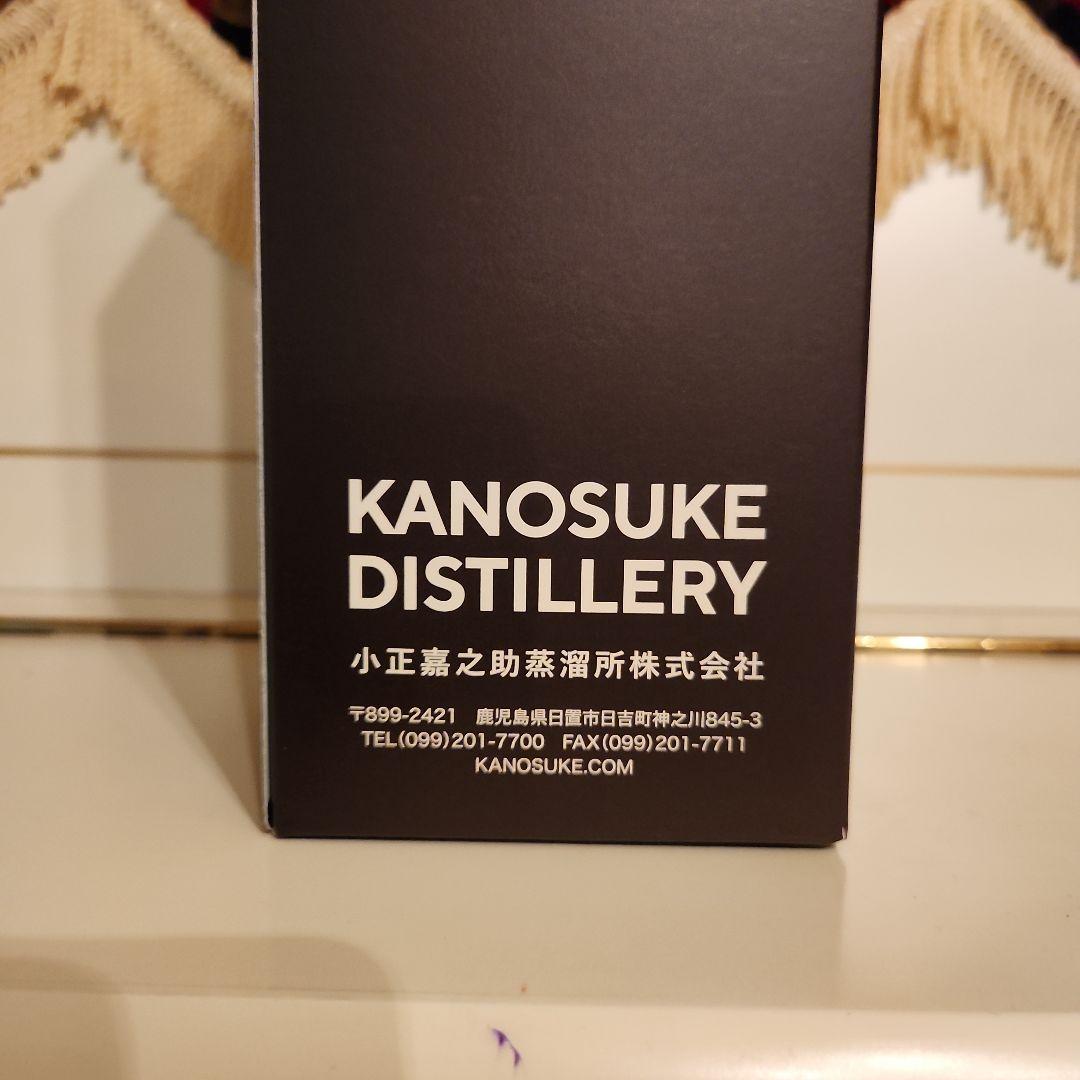 KANOSUKE
DISTILLERY
小正嘉之助蒸溜所株式会社
〒899-2421 鹿児島県日置市日吉町神之川845-3
TEL(099)201-7700 FAX(099)201-7711
KANOSUKE.COM